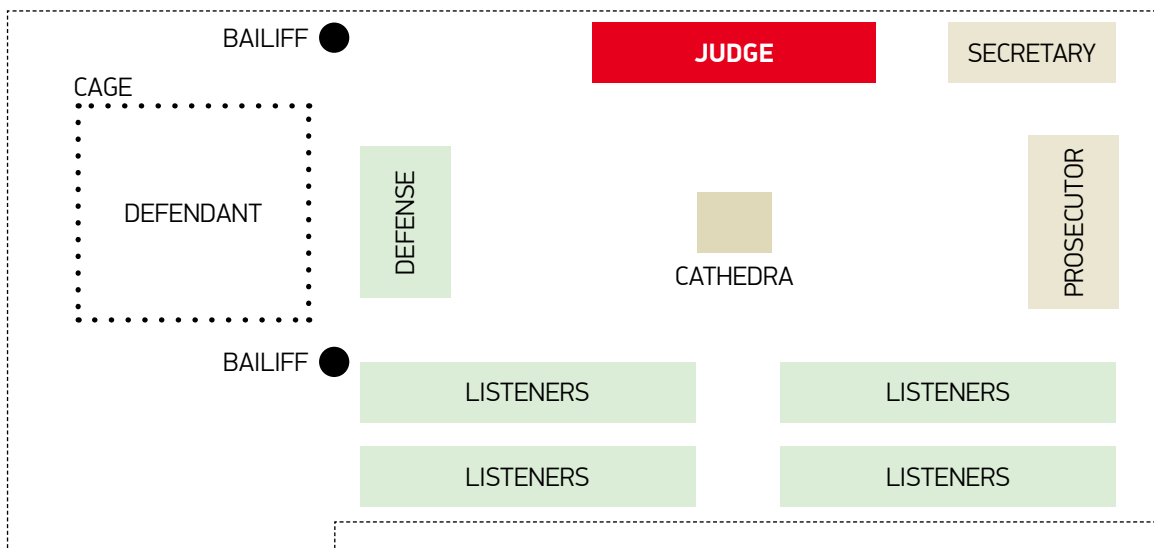 BAILIFF
JUDGE
SECRETARY
CAGE
DEFENDANT
DEFENSE
CATHEDRA
PROSECUTOR
BAILIFF
LISTENERS
LISTENERS
LISTENERS
LISTENERS